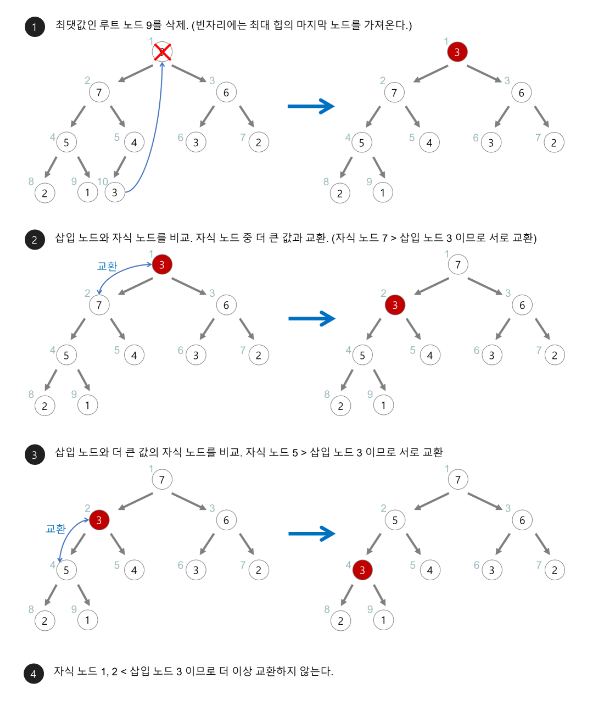 1 최댓값인 루트 노드 9를 삭제. (빈자리에는 최대 힙의 마지막 노드를 가져온다.)
1 1
9 3
2 3 2 3
7 6 7 6
4 5 6 7 4 5 6 7
5 4 3 2 5 4 3 2
8 9 10 8 9
2 1 3 2 1
2 삽입 노드와 자식 노드를 비교. 자식 노드 중 더 큰 값과 교환. (자식 노드 7 > 삽입 노드 3 이므로 서로 교환)
1 1
교환 3 7
2 3 2 3
7 6 3 6
4 5 6 7 4 5 6 7
5 4 3 2 5 4 3 2
8 9 8 9
2 1 2 1
3 삽입 노드와 더 큰 값의 자식 노드를 비교. 자식 노드 5 > 삽입 노드 3 이므로 서로 교환
1 1
7 7
2 3 2 3
3 6 5 6
교환
4 5 6 7 4 5 6 7
5 4 3 2 3 4 3 2
8 9 8 9
2 1 2 1
4 자식 노드 1, 2 < 삽입 노드 3 이므로 더 이상 교환하지 않는다.